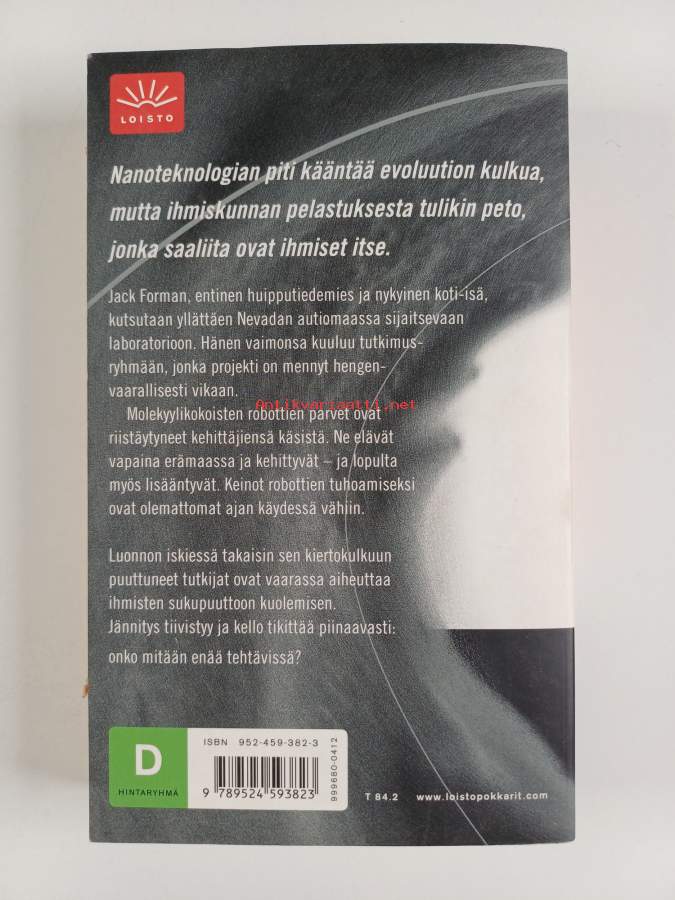 LOISTO
Nanoteknologian piti kääntää evoluution kulkua,
mutta ihmiskunnan pelastuksesta tulikin peto,
jonka saaliita ovat ihmiset itse.
Jack Forman, entinen huipputiedemies ja nykyinen koti-isä,
kutsutaan yllättäen Nevadan autiomaassa sijaitsevaan
laboratorioon. Hänen vaimonsa kuuluu tutkimus-
ryhmään, jonka projekti on mennyt hengen-
vaarallisesti vikaan.
Antikvariaatti.net
Molekyylikokoisten robottien parvet ovat
riistäytyneet kehittäjiensä käsistä. Ne elävät
vapaina erämaassa ja kehittyvät – ja lopulta
myös lisääntyvät. Keinot robottien tuhoamiseksi
ovat olemattomat ajan käydessä vähiin.
Luonnon iskiessä takaisin sen kiertokulkuun
puuttuneet tutkijat ovat vaarassa aiheuttaa
ihmisten sukupuuttoon kuolemisen.
Jännitys tiivistyy ja kello tikittää piinaavasti:
onko mitään enää tehtävissä?
D
HINTARYHMÄ
ISBN 952-459-382-3
9 789524 593823
999680-0412
T 84.2 www.loistopokkarit.com